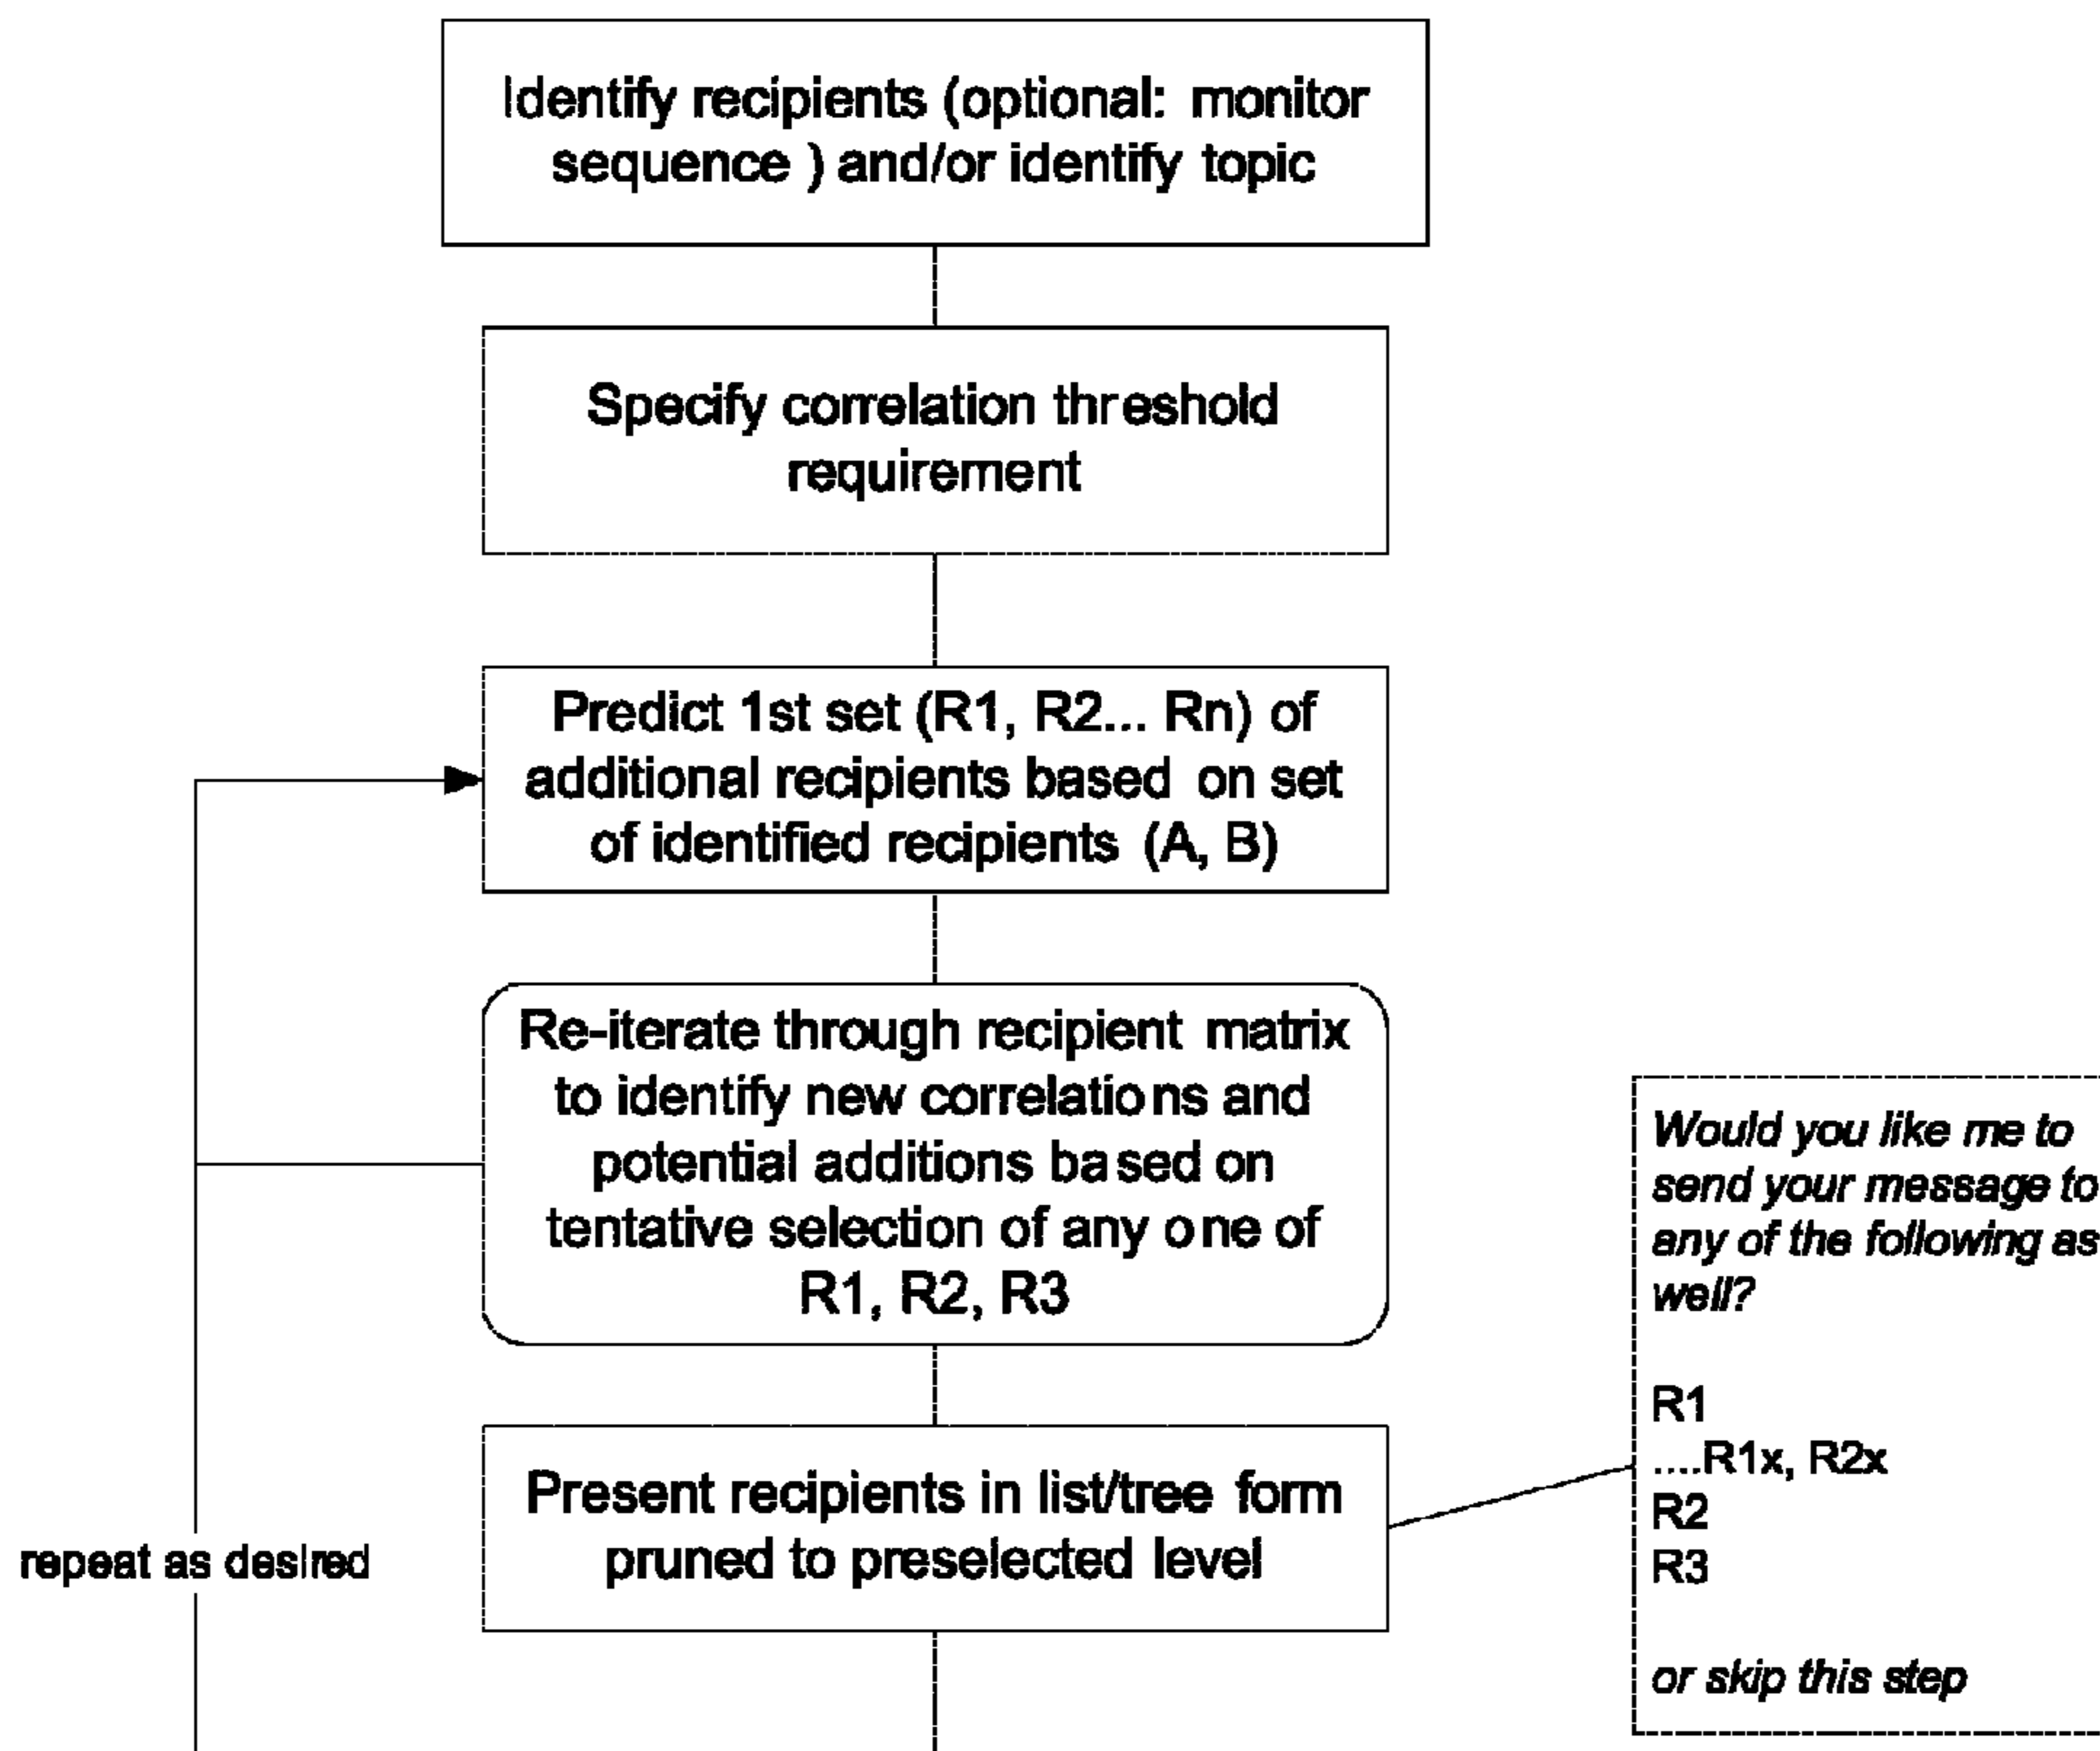 Identify recipients (optional: monitor
sequence ) and/or identify topic
Specify correlation threshold
requirement
Predict 1st set (R1, R2... Rn) of
additional recipients based on set
of identified recipients (A, B)
Re-iterate through recipient matrix
to identify new correlations and
potential additions based on
tentative selection of any one of
R1, R2, R3
Present recipients in list/tree form
pruned to preselected level
repeat as desired
Would you like me to
send your message to
any of the following as
well?
R1
....R1x, R2x
R2
R3
or skip this step